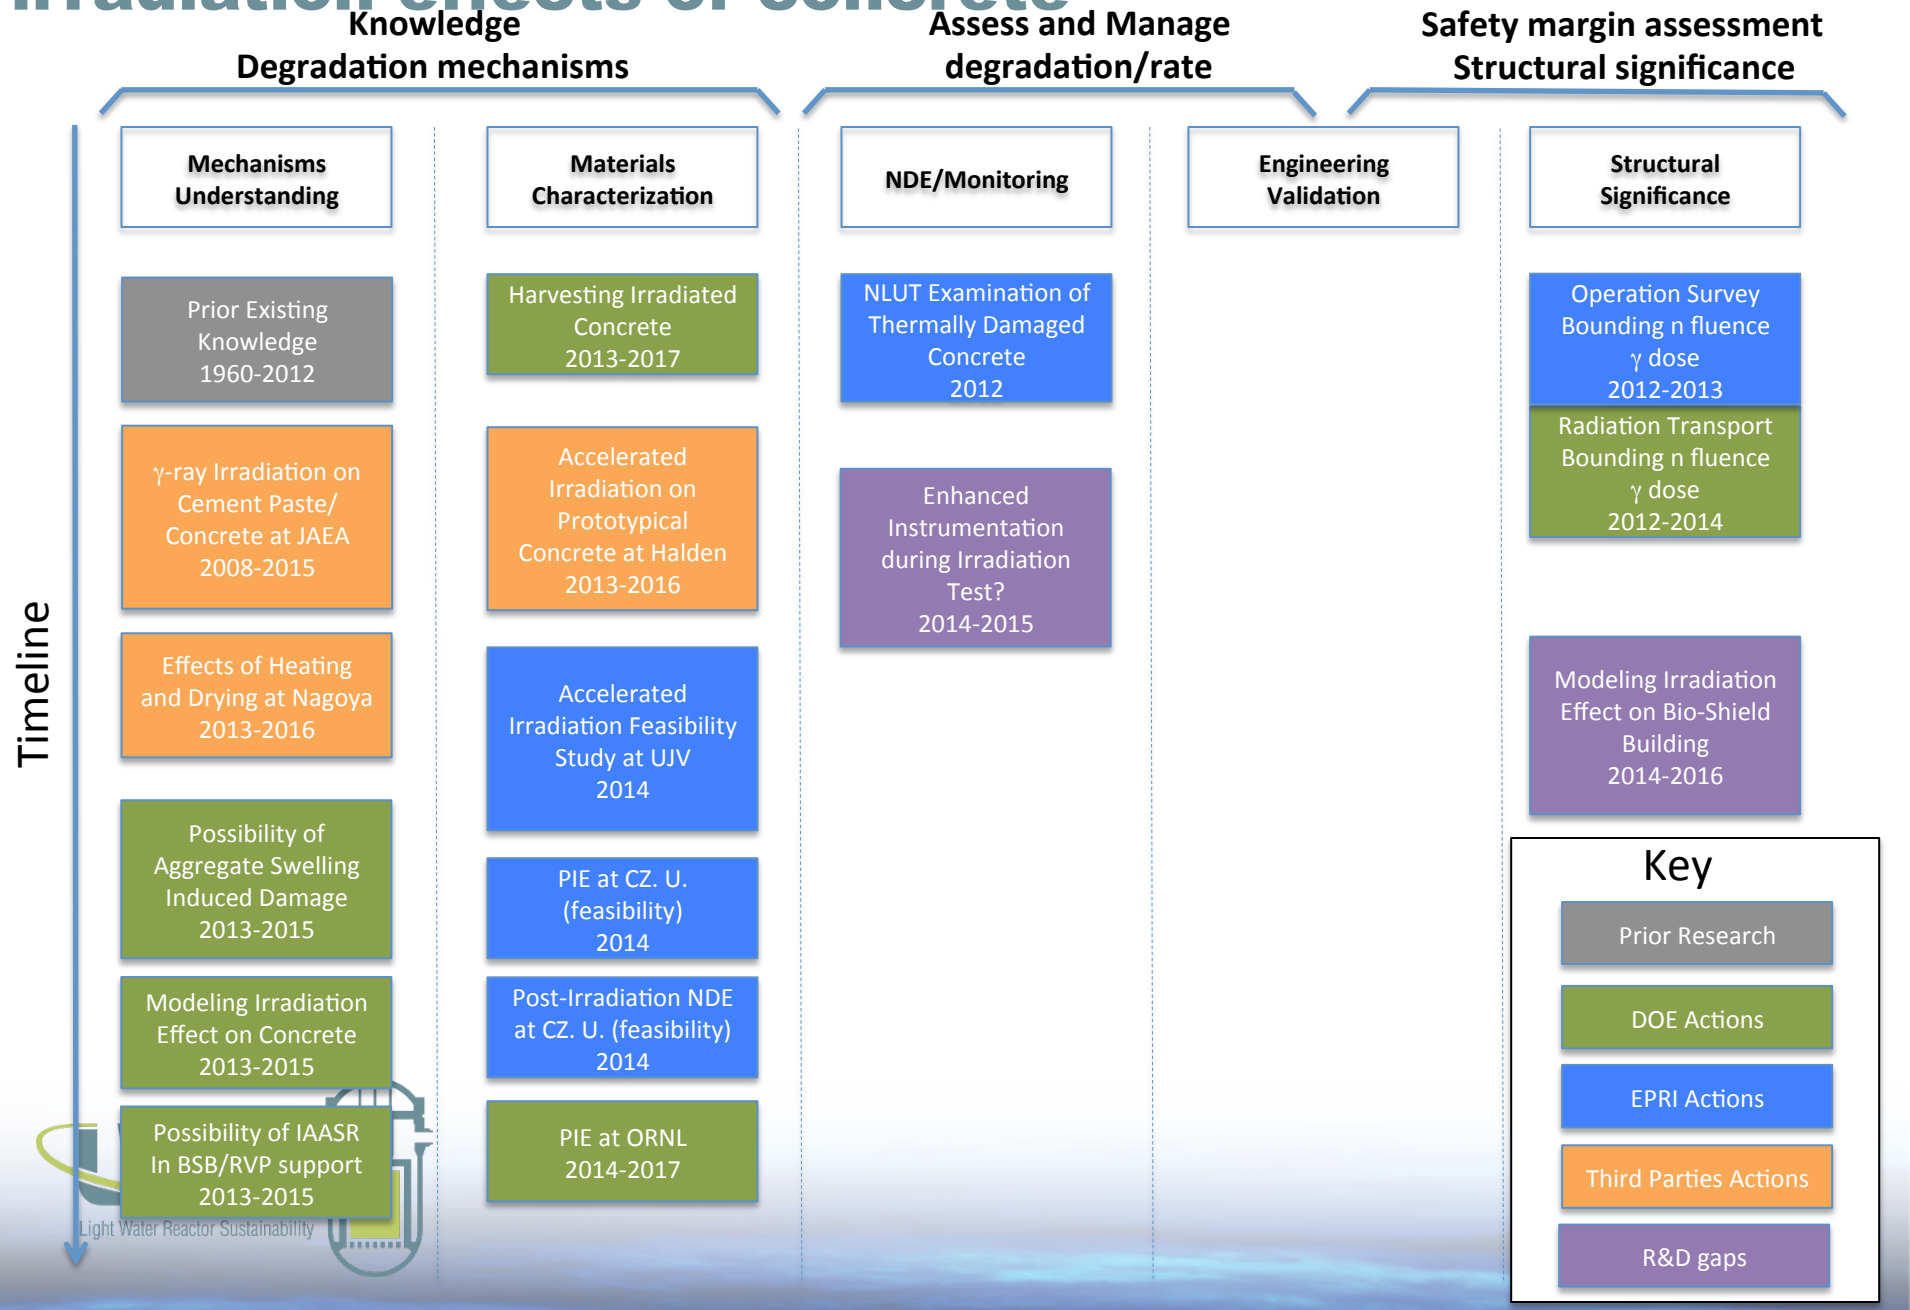 Irradiation effects of concrete
Knowledge
Degradation mechanisms
Assess and Manage
degradation/rate
Safety margin assessment
Structural significance
Timeline
Mechanisms
Understanding
Prior Existing
Knowledge
1960-2012
γ-ray Irradiation on
Cement Paste/
Concrete at JAEA
2008-2015
Effects of Heating
and Drying at Nagoya
2013-2016
Possibility of
Aggregate Swelling
Induced Damage
2013-2015
Modeling Irradiation
Effect on Concrete
2013-2015
Possibility of IAASR
In BSB/RVP support
2013-2015
Light Water Reactor Sustainability
Materials
Characterization
Harvesting Irradiated
Concrete
2013-2017
Accelerated
Irradiation on
Prototypical
Concrete at Halden
2013-2016
Accelerated
Irradiation Feasibility
Study at UJV
2014
PIE at CZ. U.
(feasibility)
2014
Post-Irradiation NDE
at CZ. U. (feasibility)
2014
PIE at ORNL
2014-2017
NDE/Monitoring
NLUT Examination of
Thermally Damaged
Concrete
2012
Enhanced
Instrumentation
during Irradiation
Test?
2014-2015
Engineering
Validation
Structural
Significance
Operation Survey
Bounding n fluence
γ dose
2012-2013
Radiation Transport
Bounding n fluence
γ dose
2012-2014
Modeling Irradiation
Effect on Bio-Shield
Building
2014-2016
Key
Prior Research
DOE Actions
EPRI Actions
Third Parties Actions
R&D gaps